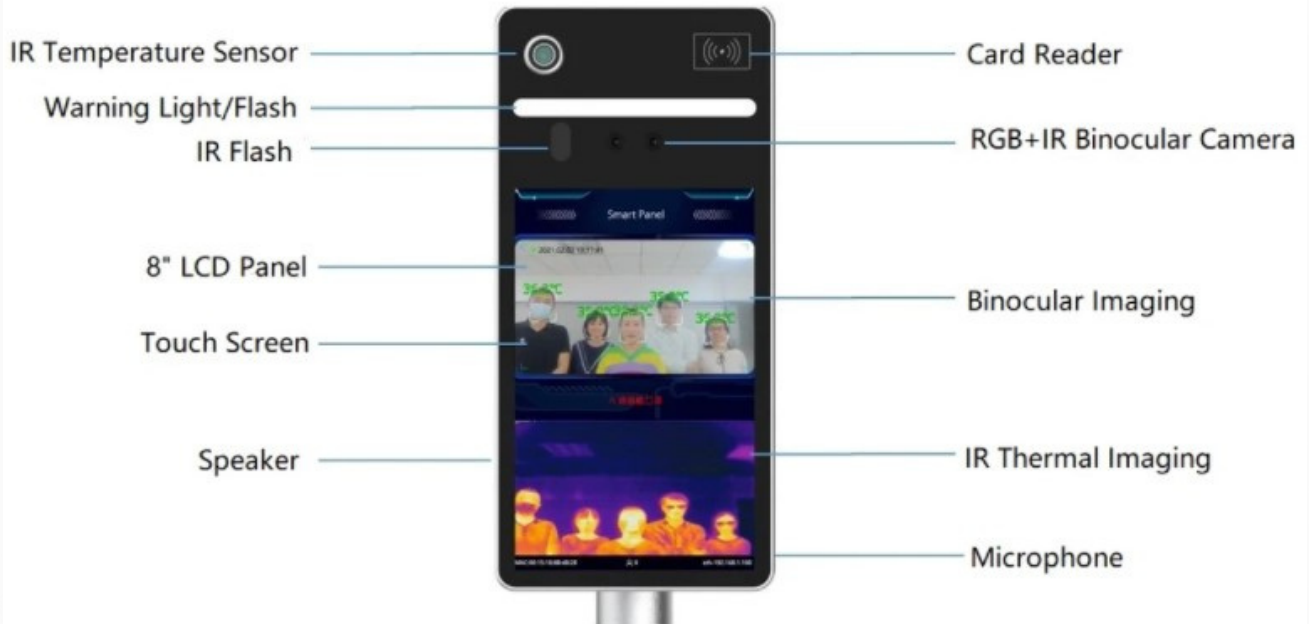 IR Temperature Sensor
Card Reader
Warning Light/Flash
RGB+IR Binocular Camera
IR Flash
Smart Panel
8" LCD Panel
Binocular Imaging
Touch Screen
Speaker
IR Thermal Imaging
Microphone